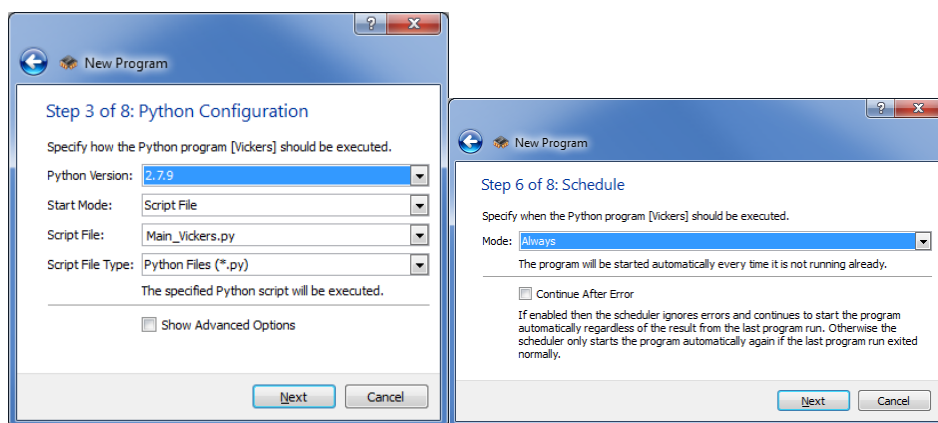 New Program
Step 3 of 8: Python Configuration
Specify how the Python program [Vickers] should be executed.
Python Version: 2.7.9
Start Mode: Script File
Script File: Main_Vickers.py
Script File Type: Python Files (*.py)
The specified Python script will be executed.
Show Advanced Options
Next Cancel
?
New Program
Step 6 of 8: Schedule
Specify when the Python program [Vickers] should be executed.
Mode: Always
The program will be started automatically every time it is not running already.
Continue After Error
If enabled then the scheduler ignores errors and continues to start the program
automatically regardless of the result from the last program run. Otherwise the
scheduler only starts the program automatically again if the last program run exited
normally.
Next Cancel